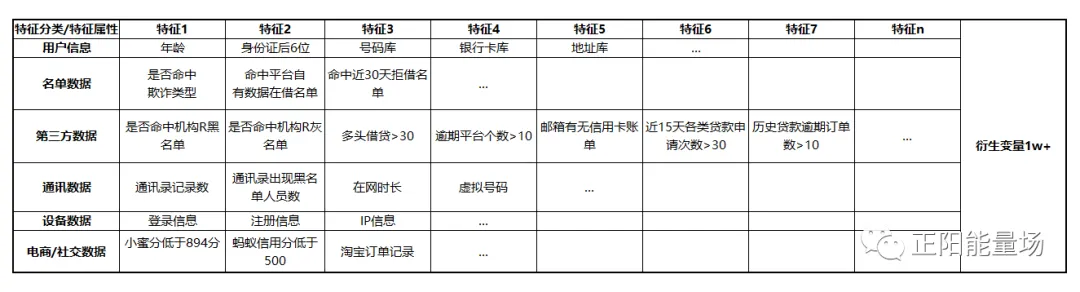 特征分类/特征属性 特征1 特征2 特征3 特征4 特征5 特征6 特征7 特征n
用户信息 年龄 身份证后6位 号码库 银行卡库 地址库 ...
名单数据 是否命中 欺诈类型 命中平台自 有数据在借名单 命中近30天拒借名 单 ...
第三方数据 是否命中机构R黑 名单 是否命中机构R灰 名单 多头借贷>30 逾期平台个数>10 邮箱有无信用卡账 单 近15天各类贷款申 请次数>30 历史贷款逾期订单 数>10 ...
衍生变量1w+
通讯数据 通讯录记录数 通讯录出现黑名 单人员数 在网时长 虚拟号码 ...
设备数据 登录信息 注册信息 IP信息 ...
电商/社交数据 小蜜分低于894分 蚂蚁信用分低于 500 淘宝订单记录 ...
正阳能量场